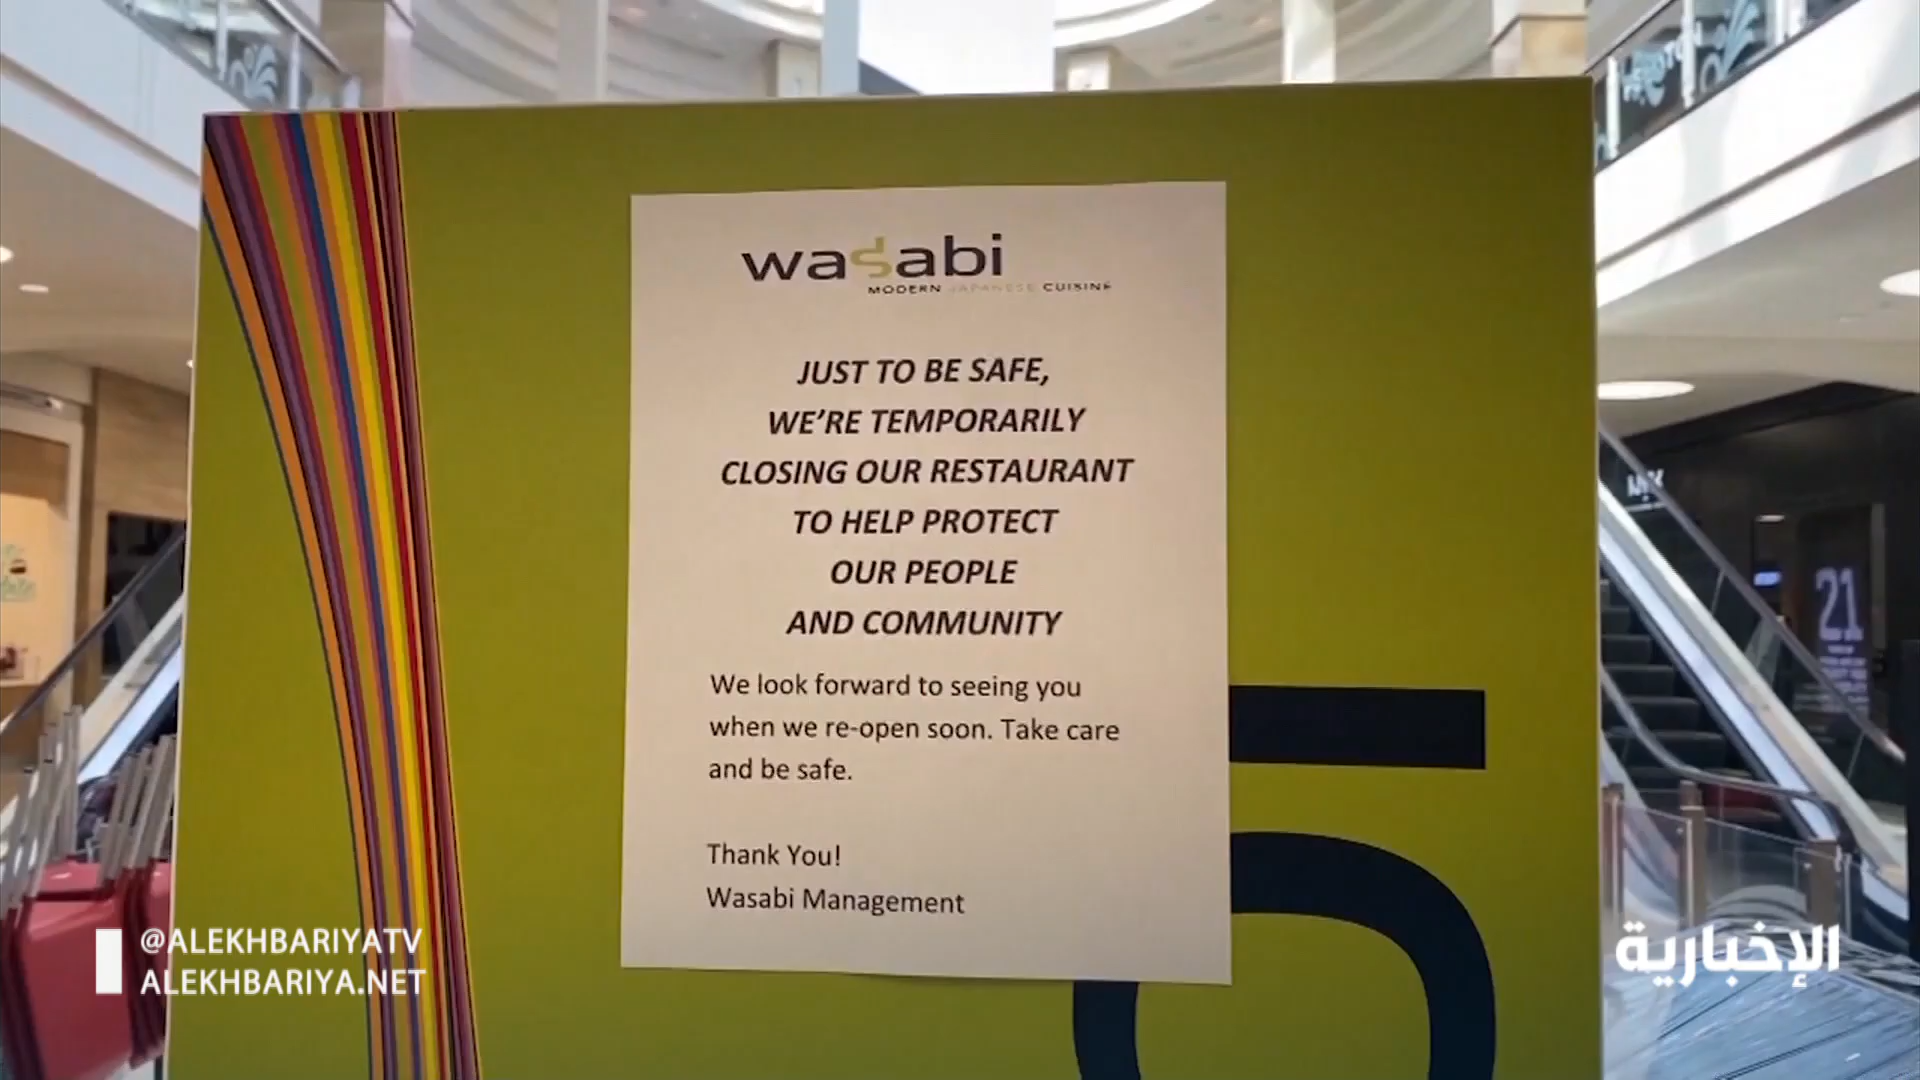 wasabi
MODERN JAPANESE CUISINE
JUST TO BE SAFE,
WE’RE TEMPORARILY
CLOSING OUR RESTAURANT
TO HELP PROTECT
OUR PEOPLE
AND COMMUNITY
We look forward to seeing you
when we re-open soon. Take care
and be safe.
Thank You!
Wasabi Management
21
@ALEKHBARIYATV
ALEKHBARIYA.NET
الإخبارية